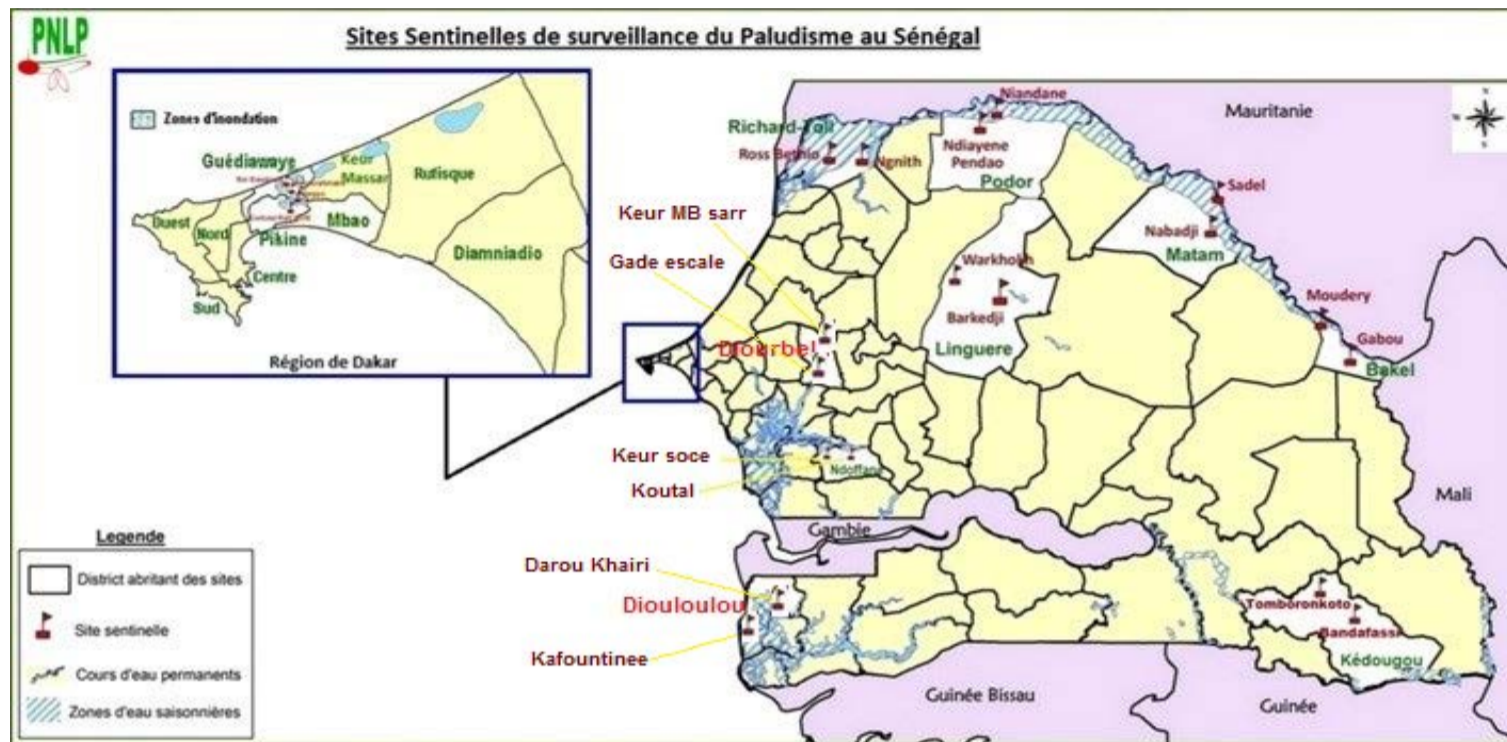 PNLP
Sites Sentinelles de surveillance du Paludisme au Sénégal
Zones d'inondation
Guédiawaye
Keur
Massar
Rufisque
Ouest
Nord
Pikine
Mbao
Diamniadio
Centre
Sud
Région de Dakar
Mauritanie
Niandane
Richard-Toll
Ross Bethio
Ngnith
Ndiayene
Pendao
Podor
Sadel
Nabadji
Matam
Keur MB sarr
Gade escale
Warkhokh
Barkedji
Linguere
Moudery
Gabou
Bakel
Diourbel
Keur soce
Ndoffane
Koutal
Mali
Gambie
Darou Khairi
Diouloulou
Kafountinee
Tomboronkoto
Bandafassi
Kédougou
Guinée Bissau
Guinée
Legende
District abritant des sites
Site sentinelle
Cours d'eau permanents
Zones d'eau saisonnières